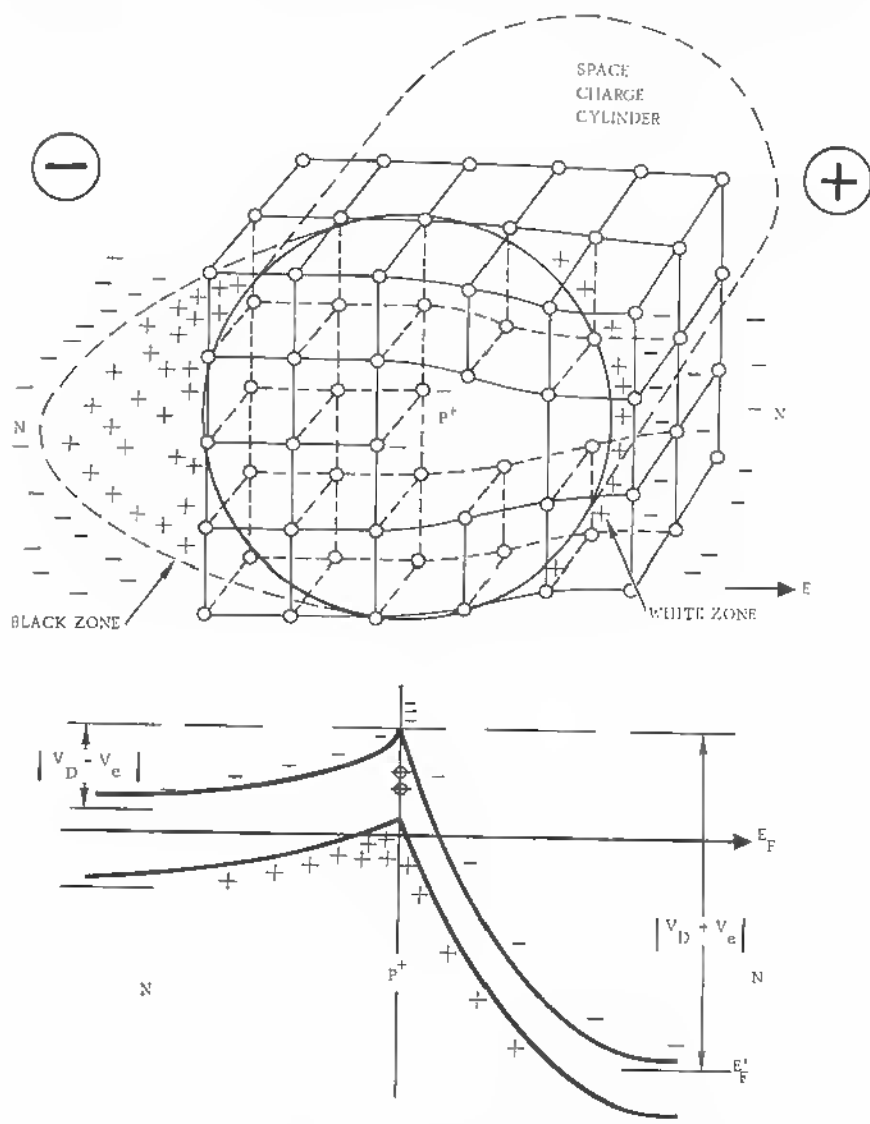 SPACE
CHARGE
CYLINDER
−
+
N
P+
N
E
BLACK ZONE
WHITE ZONE
| V_D - V_e |
E_F
| V_D + V_e |
P+
N
N
E'_F